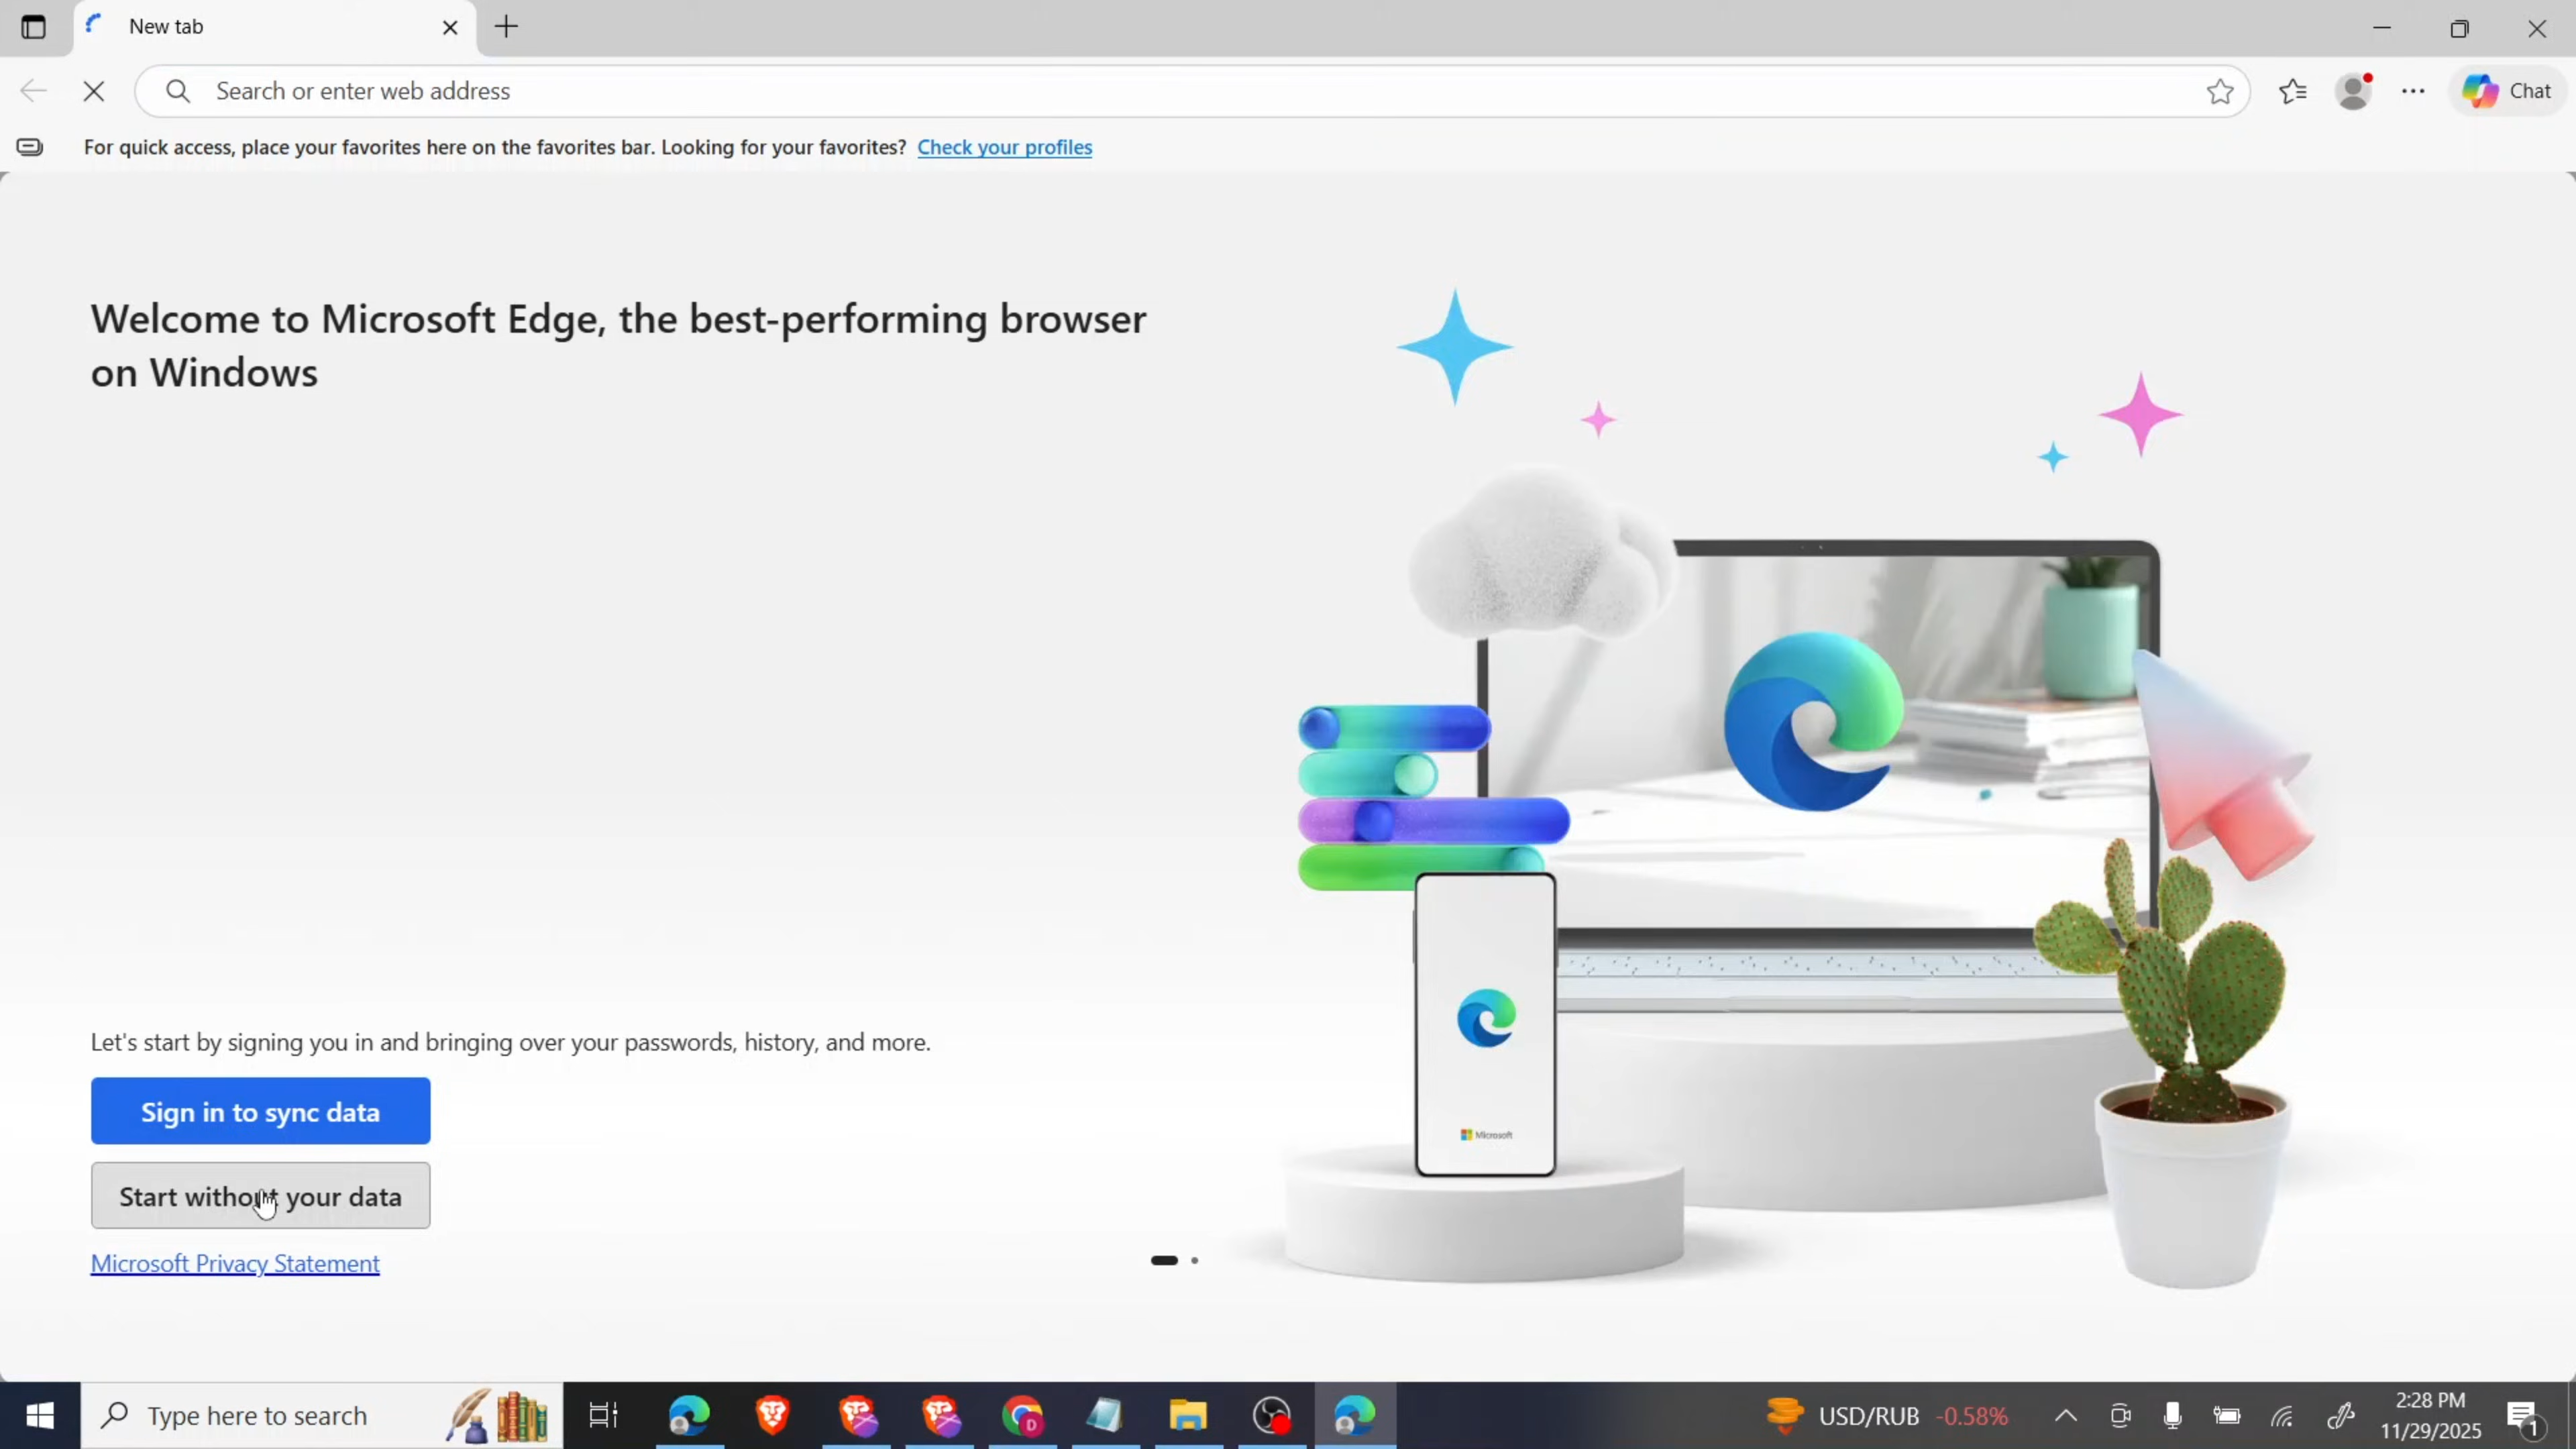 New tab
Search or enter web address
Chat
For quick access, place your favorites here on the favorites bar. Looking for your favorites? Check your profiles
Welcome to Microsoft Edge, the best-performing browser
on Windows
Let's start by signing you in and bringing over your passwords, history, and more.
Sign in to sync data
Start without your data
Microsoft Privacy Statement
Microsoft
Type here to search
D
USD/RUB -0.58%
2:28 PM
11/29/2025
1